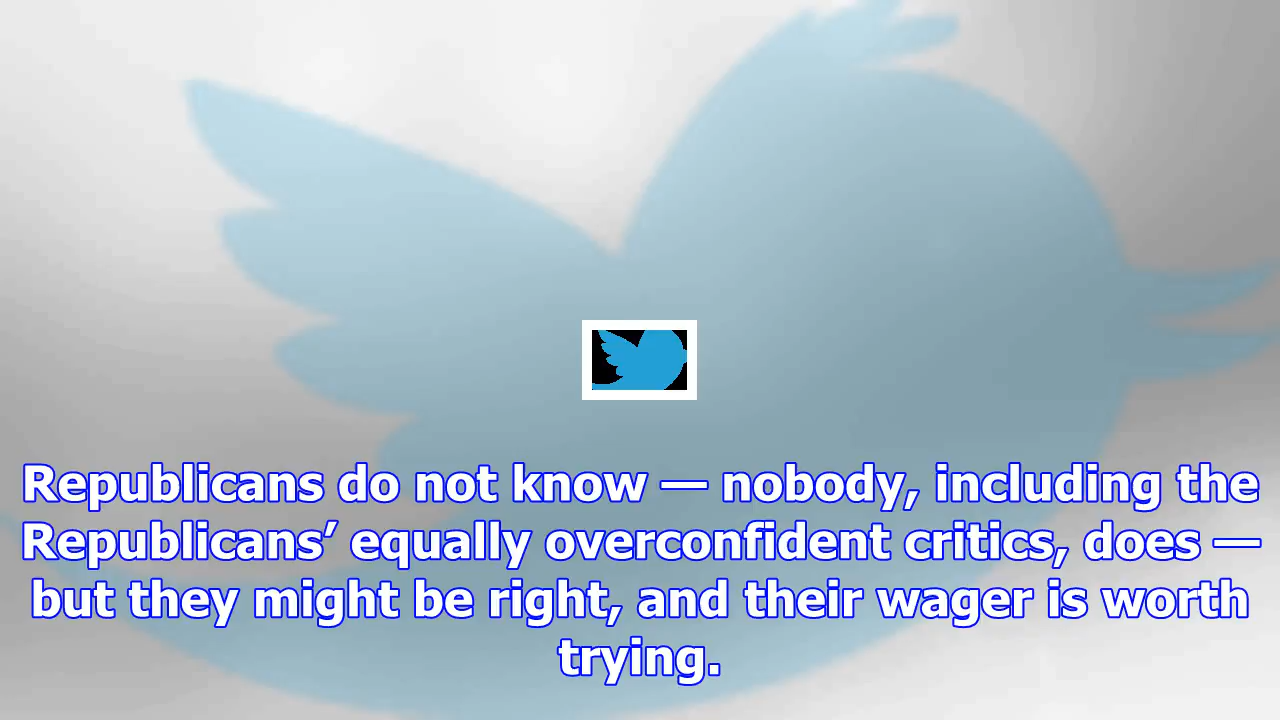 Republicans do not know — nobody, including the
Republicans’ equally overconfident critics, does —
but they might be right, and their wager is worth
trying.